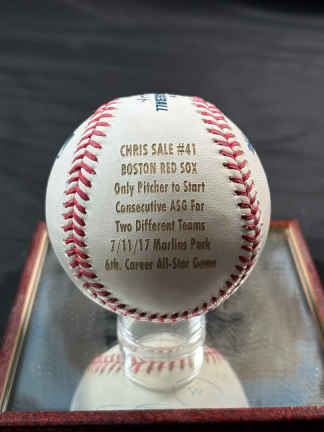 CHRIS SALE #41
BOSTON RED SOX
Only Pitcher to Start
Consecutive ASG For
Two Different Teams
7/11/17 Marlins Park
6th. Career All-Star Game